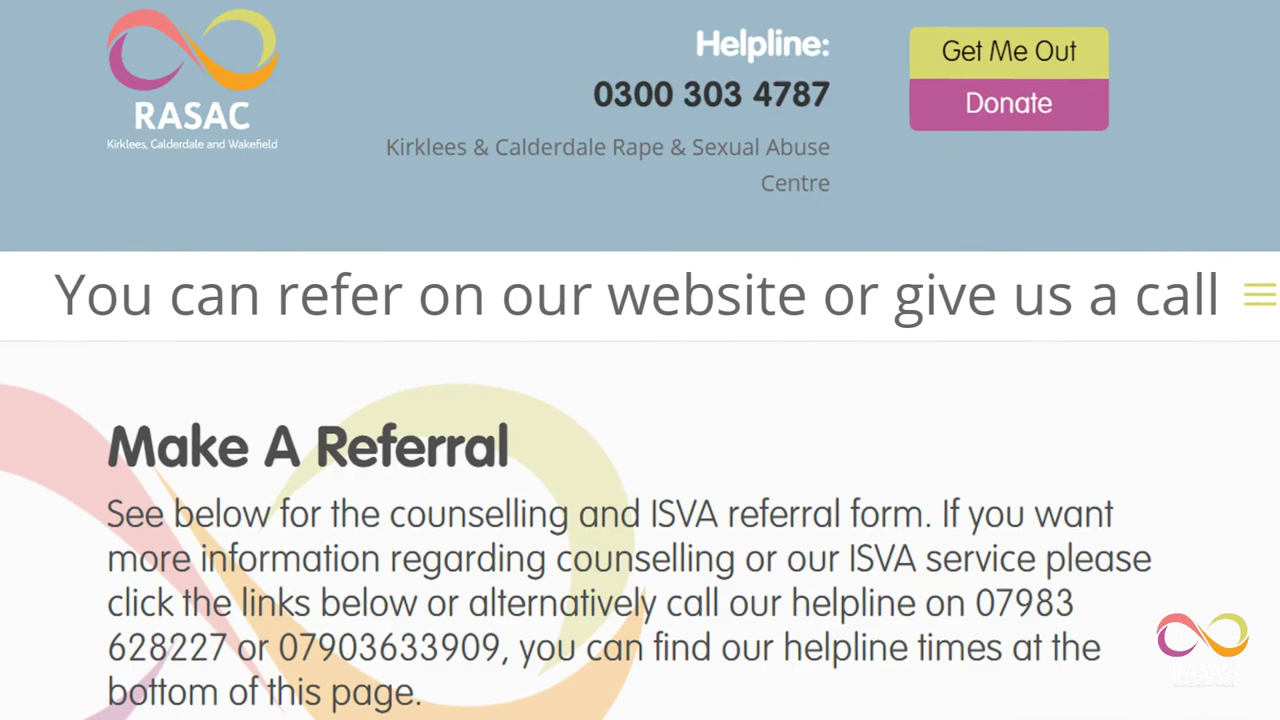 RASAC
Kirklees, Calderdale and Wakefield
Helpline:
0300 303 4787
Kirklees & Calderdale Rape & Sexual Abuse
Centre
Get Me Out
Donate
You can refer on our website or give us a call
Make A Referral
See below for the counselling and ISVA referral form. If you want
more information regarding counselling or our ISVA service please
click the links below or alternatively call our helpline on 07983
628227 or 07903633909, you can find our helpline times at the
bottom of this page.
RASAC